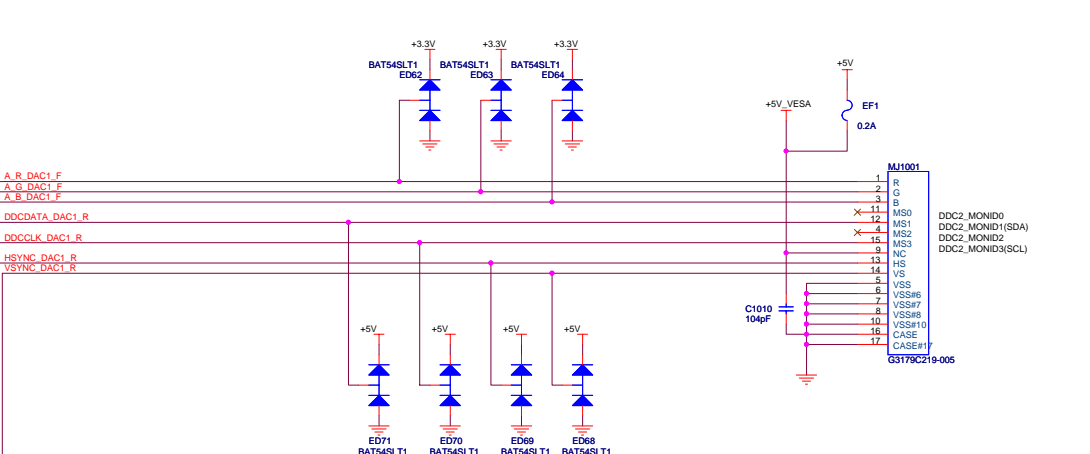 +3.3V +3.3V +3.3V
BAT54SLT1 BAT54SLT1 BAT54SLT1
ED62 ED63 ED64
+5V
+5V_VESA
EF1
0.2A
MJ1001
A_R_DAC1_F
A_G_DAC1_F
A_B_DAC1_F
DDCDATA_DAC1_R
DDCCLK_DAC1_R
HSYNC_DAC1_R
VSYNC_DAC1_R
1 R
2 G
3 B
11 MS0
12 MS1
4 MS2
15 MS3
9 NC
13 HS
14 VS
5 VSS
6 VSS#6
7 VSS#7
8 VSS#8
10 VSS#10
16 CASE
17 CASE#17
DDC2_MONID0
DDC2_MONID1(SDA)
DDC2_MONID2
DDC2_MONID3(SCL)
C1010
104pF
G3179C219-005
+5V +5V +5V +5V
ED71 ED70 ED69 ED68
BAT54SLT1 BAT54SLT1 BAT54SLT1 BAT54SLT1